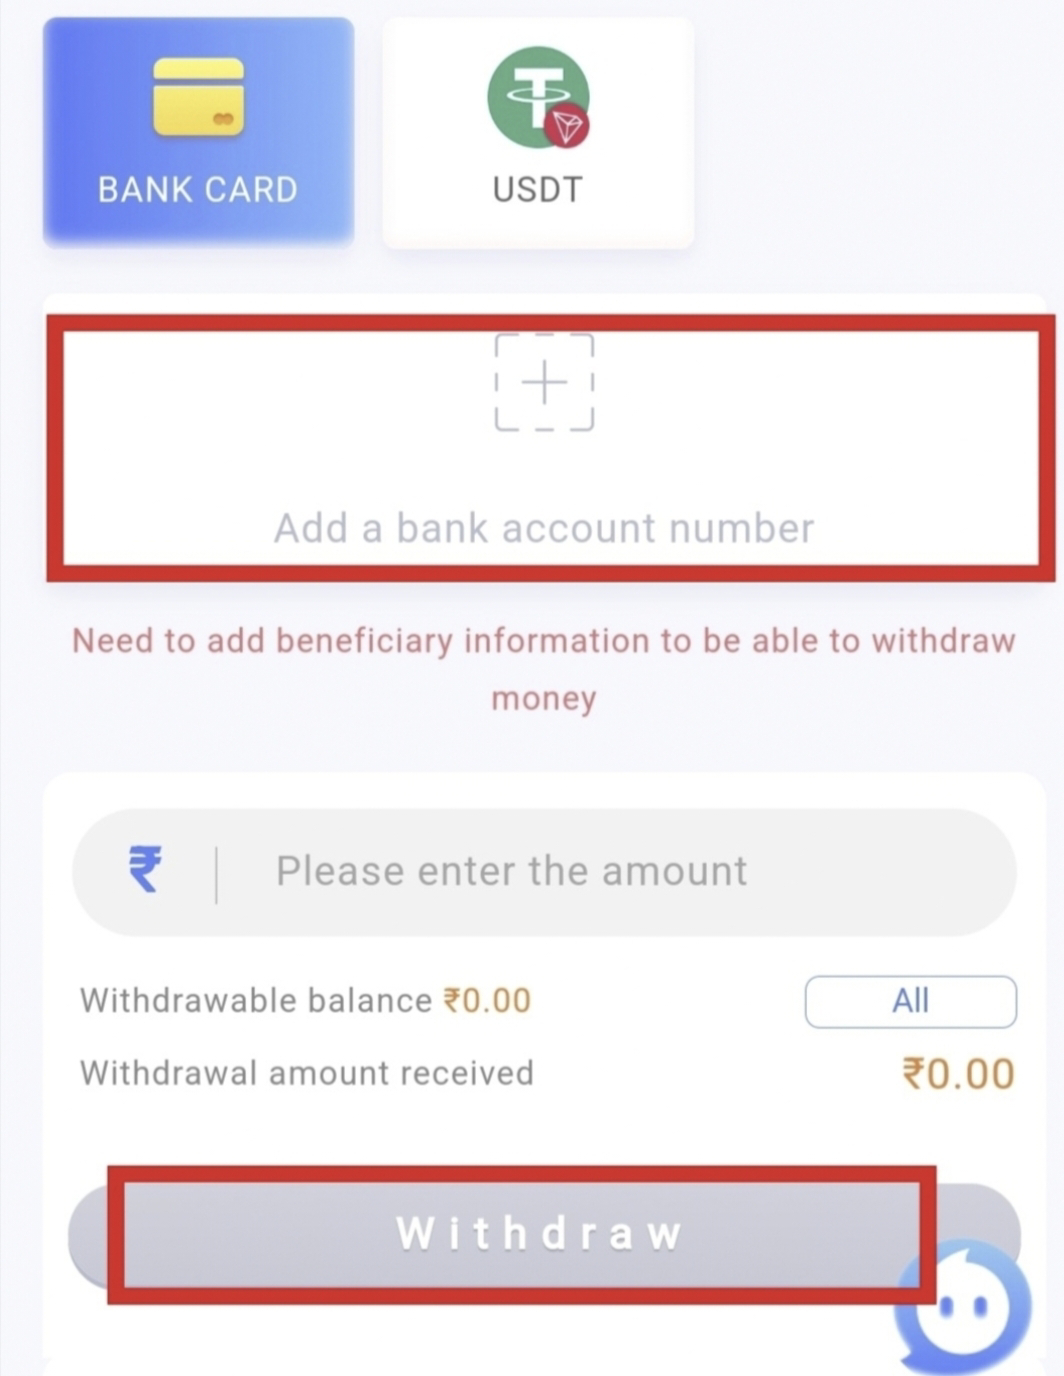 BANK CARD
USDT
Add a bank account number
Need to add beneficiary information to be able to withdraw
money
₹ Please enter the amount
Withdrawable balance ₹0.00 All
Withdrawal amount received ₹0.00
Withdraw